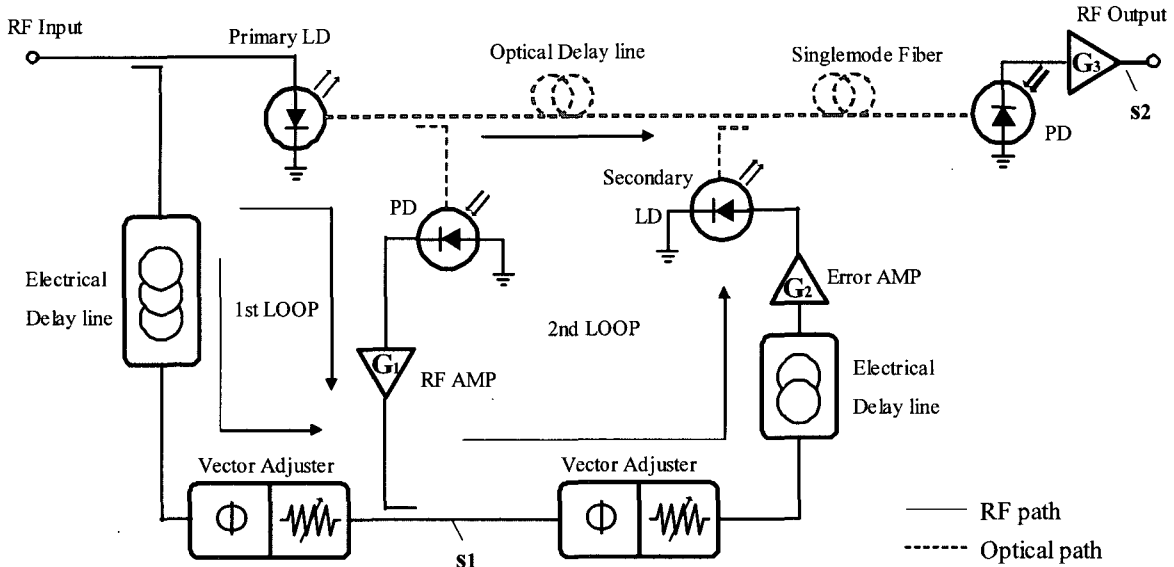 RF Input
Primary LD
Optical Delay line
Singlemode Fiber
RF Output
G3
S2
PD
Secondary
LD
PD
Electrical
Delay line
1st LOOP
2nd LOOP
G2
Error AMP
G1
RF AMP
Electrical
Delay line
Vector Adjuster
Vector Adjuster
Φ
Φ
S1
RF path
Optical path